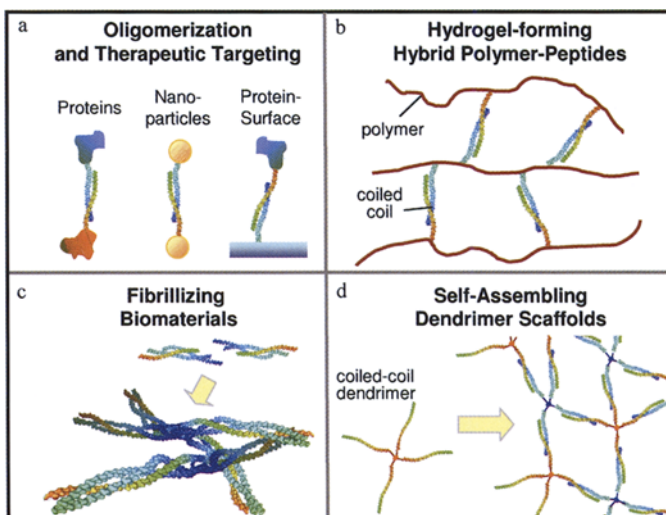 a
Oligomerization
and Therapeutic Targeting
Proteins
Nano-
particles
Protein-
Surface
b
Hydrogel-forming
Hybrid Polymer-Peptides
polymer
coiled
coil
c
Fibrillizing
Biomaterials
d
Self-Assembling
Dendrimer Scaffolds
coiled-coil
dendrimer